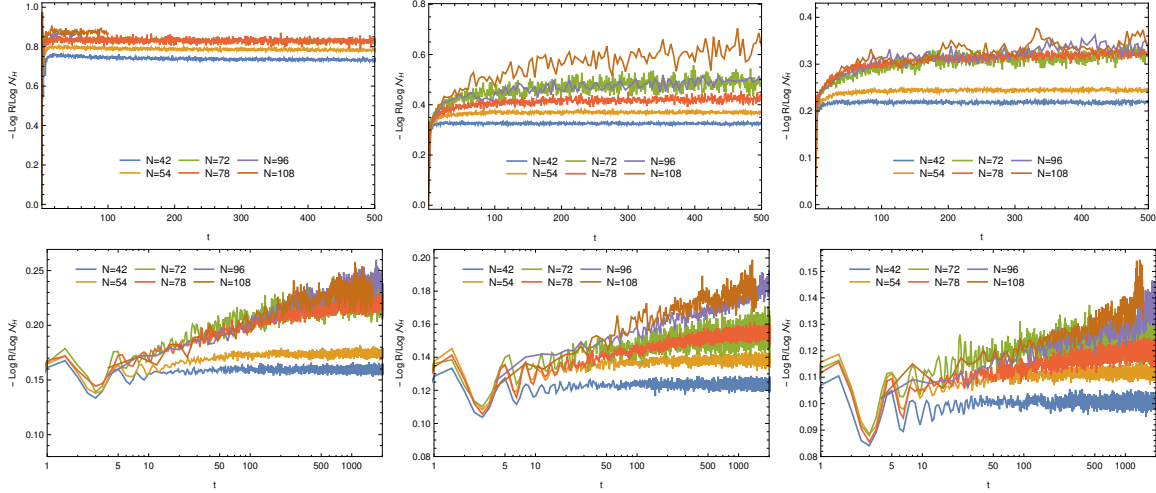 - Log R/Log 𝒩H
1.0
0.8
0.6
0.4
0.2
0.0
N=42 N=72 N=96
N=54 N=78 N=108
100 200 300 400 500
t
- Log R/Log 𝒩H
0.8
0.6
0.4
0.2
0.0
N=42 N=72 N=96
N=54 N=78 N=108
0 100 200 300 400 500
t
- Log R/Log 𝒩H
0.4
0.3
0.2
0.1
0.0
N=42 N=72 N=96
N=54 N=78 N=108
100 200 300 400 500
t
- Log R/Log 𝒩H
0.25
0.20
0.15
0.10
N=42 N=72 N=96
N=54 N=78 N=108
1 5 10 50 100 500 1000
t
- Log R/Log 𝒩H
0.20
0.18
0.16
0.14
0.12
0.10
0.08
N=42 N=72 N=96
N=54 N=78 N=108
1 5 10 50 100 500 1000
t
- Log R/Log 𝒩H
0.15
0.14
0.13
0.12
0.11
0.10
0.09
0.08
N=42 N=72 N=96
N=54 N=78 N=108
1 5 10 50 100 500 1000
t